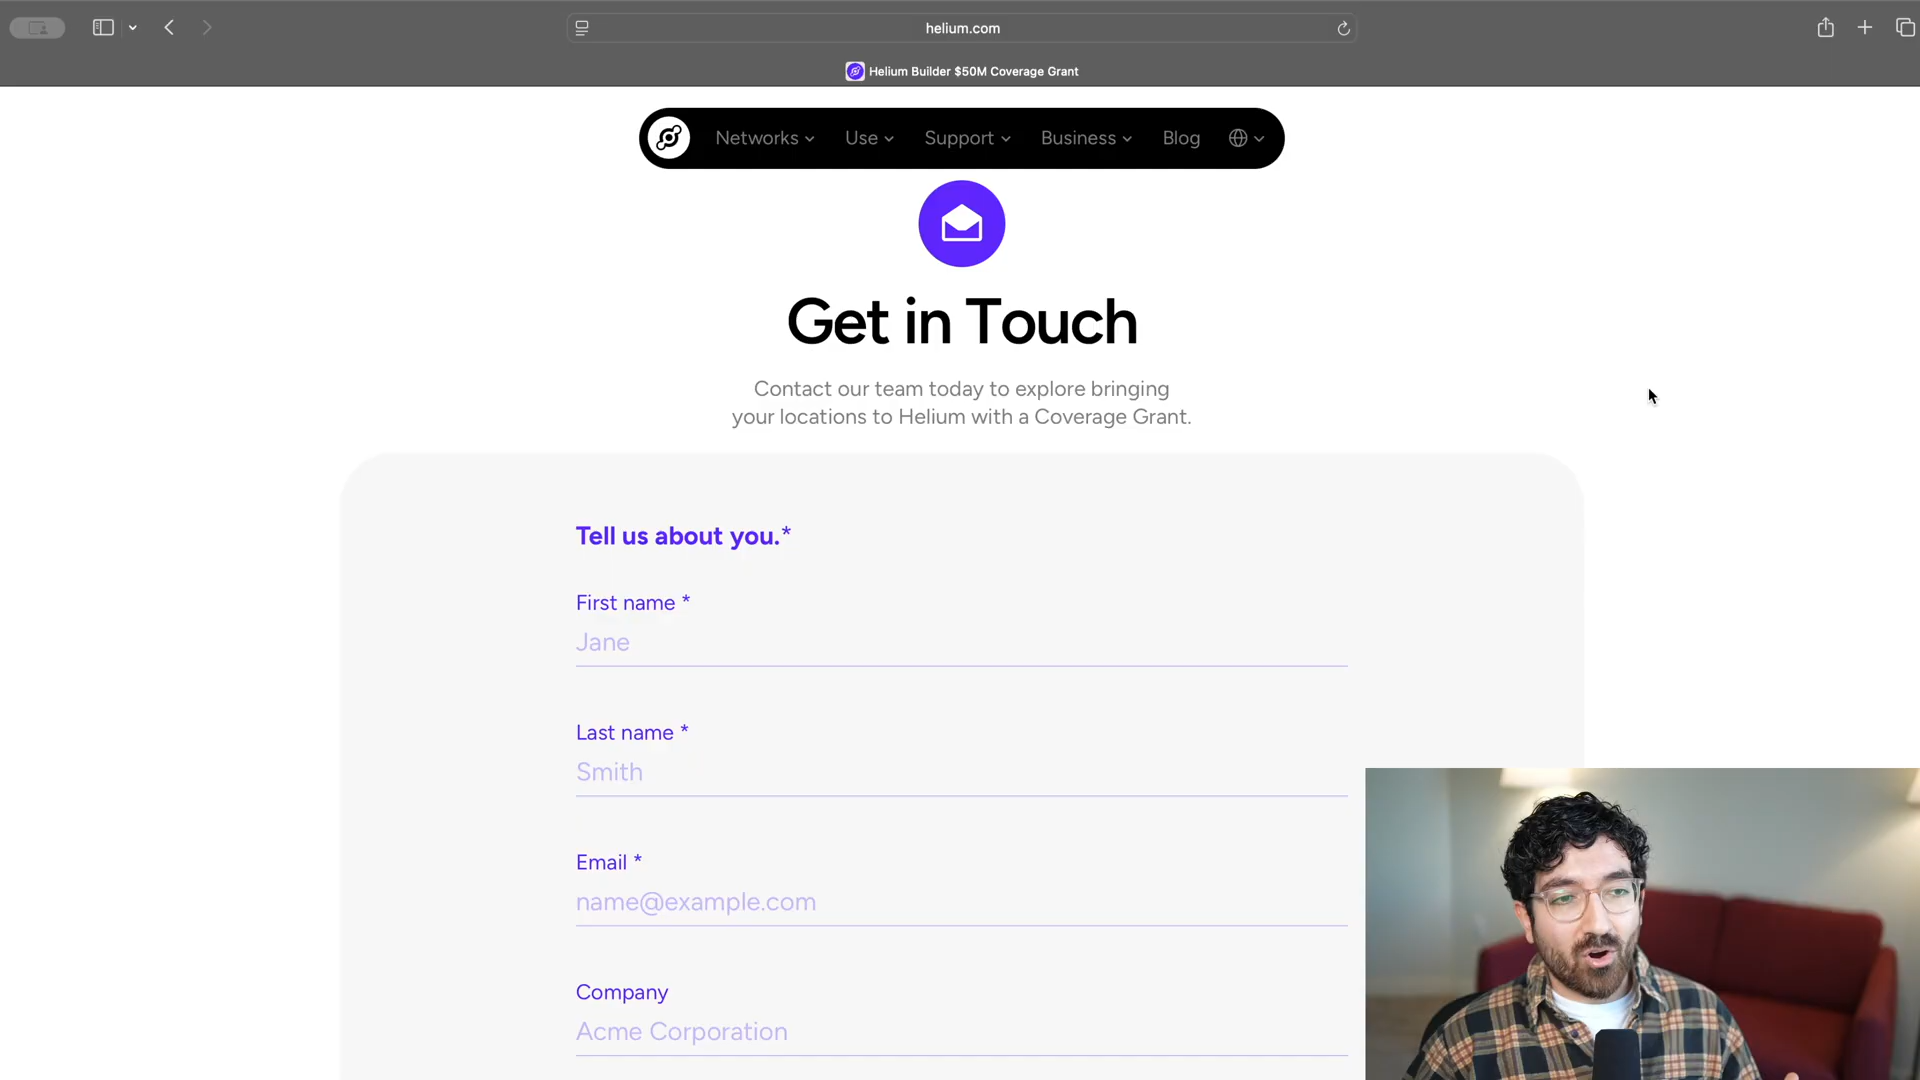 helium.com
Helium Builder $50M Coverage Grant
Networks Use Support Business Blog
Get in Touch
Contact our team today to explore bringing
your locations to Helium with a Coverage Grant.
Tell us about you.*
First name *
Jane
Last name *
Smith
Email *
name@example.com
Company
Acme Corporation